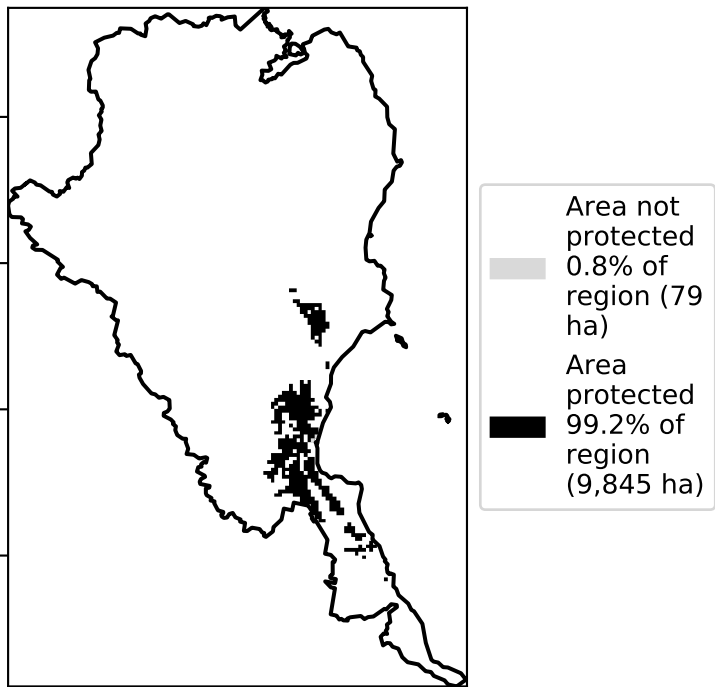 Area not
protected
0.8% of
region (79
ha)
Area
protected
99.2% of
region
(9,845 ha)